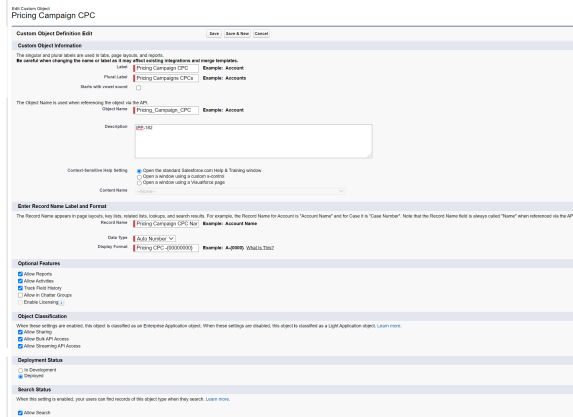 Edit Custom Object
Pricing Campaign CPC
Custom Object Definition Edit
Save Save & New Cancel
Custom Object Information
The singular and plural labels are used in tabs, page layouts, and reports.
Be careful when changing the name or label as it may affect existing integrations and merge templates.
Label Pricing Campaign CPC Example: Account
Plural Label Pricing Campaigns CPCs Example: Accounts
Starts with vowel sound
The Object Name is used when referencing the object via the API.
Object Name Pricing_Campaign_CPC Example: Account
Description
Context-Sensitive Help Setting Open the standard Salesforce.com Help & Training window
Open a window using a custom s-control
Open a window using a Visualforce page
Content Name --None--
Enter Record Name Label and Format
The Record Name appears in page layouts, key lists, related lists, lookups, and search results. For example, the Record Name for Account is "Account Name" and for Case it is "Case Number". Note that the Record Name field is always called "Name" when referenced via the AP
Record Name Pricing Campaign CPC Nar Example: Account Name
Data Type Auto Number
Display Format Pricing CPC -{00000000} Example: A-{0000} What Is This?
Optional Features
Allow Reports
Allow Activities
Track Field History
Allow in Chatter Groups
Enable Licensing i
Object Classification
When these settings are enabled, this object is classified as an Enterprise Application object. When these settings are disabled, this object is classified as a Light Application object. Learn more.
Allow Sharing
Allow Bulk API Access
Allow Streaming API Access
Deployment Status
In Development
Deployed
Search Status
When this setting is enabled, your users can find records of this object type when they search. Learn more.
Allow Search